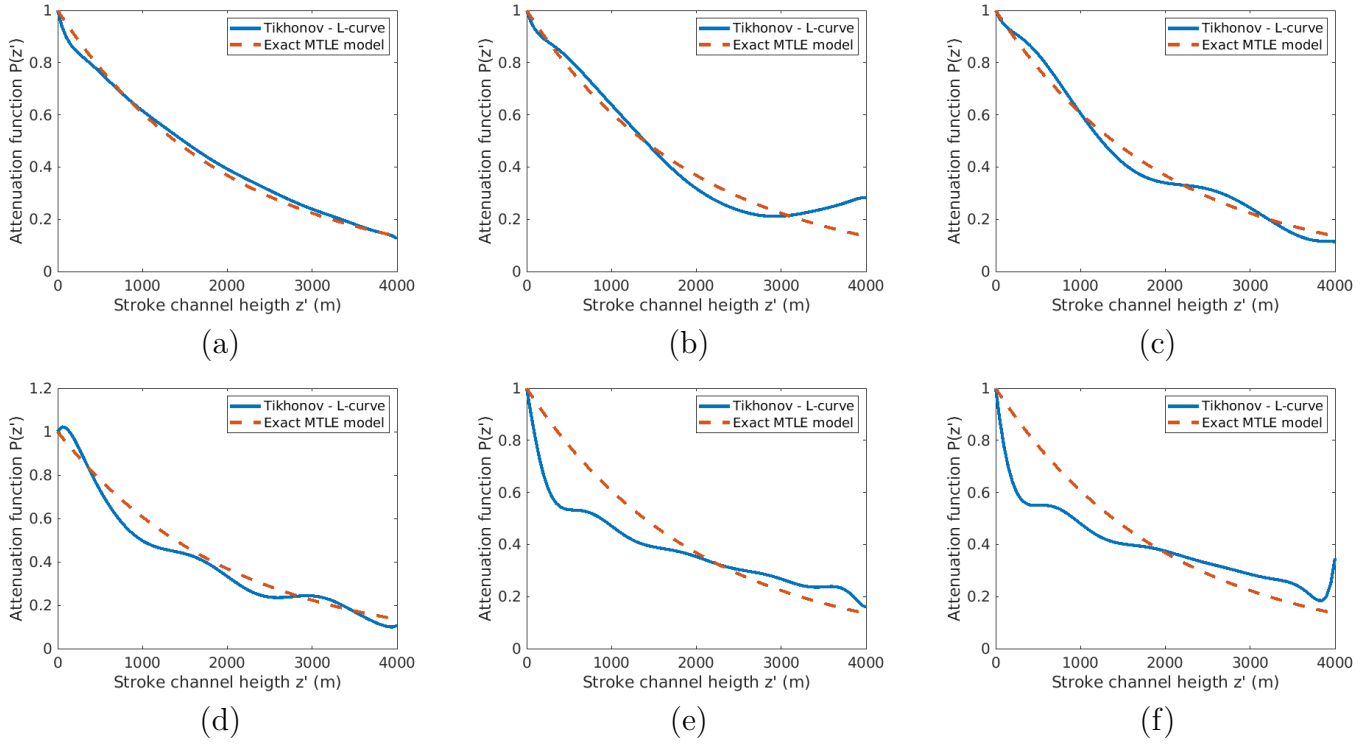 1
0.8
0.6
0.4
0.2
0
Attenuation function P(z')
0 1000 2000 3000 4000
Stroke channel heigth z' (m)
Tikhonov - L-curve
Exact MTLE model
(a)
1
0.8
0.6
0.4
0.2
0
Attenuation function P(z')
0 1000 2000 3000 4000
Stroke channel heigth z' (m)
Tikhonov - L-curve
Exact MTLE model
(b)
1
0.8
0.6
0.4
0.2
0
Attenuation function P(z')
0 1000 2000 3000 4000
Stroke channel heigth z' (m)
Tikhonov - L-curve
Exact MTLE model
(c)
1.2
1
0.8
0.6
0.4
0.2
0
Attenuation function P(z')
0 1000 2000 3000 4000
Stroke channel heigth z' (m)
Tikhonov - L-curve
Exact MTLE model
(d)
1
0.8
0.6
0.4
0.2
0
Attenuation function P(z')
0 1000 2000 3000 4000
Stroke channel heigth z' (m)
Tikhonov - L-curve
Exact MTLE model
(e)
1
0.8
0.6
0.4
0.2
0
Attenuation function P(z')
0 1000 2000 3000 4000
Stroke channel heigth z' (m)
Tikhonov - L-curve
Exact MTLE model
(f)